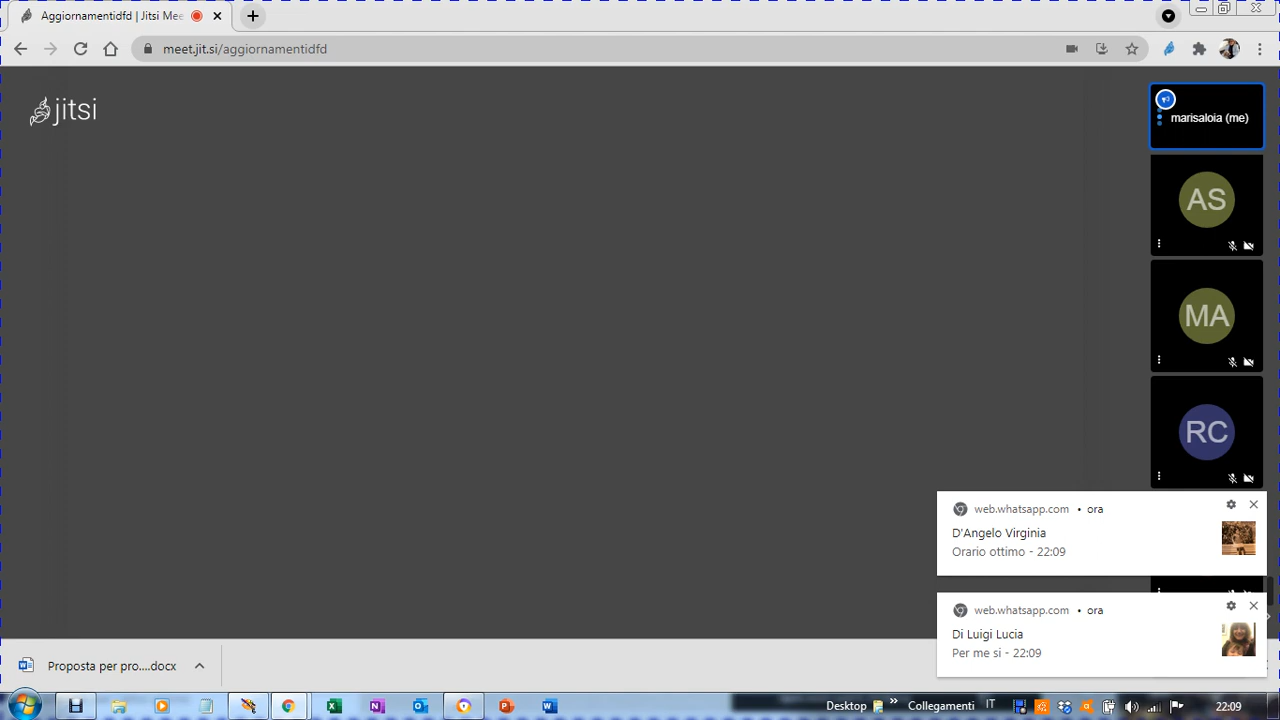 Aggiornamentidfd | Jitsi Mee
meet.jit.si/aggiornamentidfd
jitsi
marisaloia (me)
AS
MA
RC
web.whatsapp.com • ora
D'Angelo Virginia
Orario ottimo - 22:09
web.whatsapp.com • ora
Di Luigi Lucia
Per me si - 22:09
Proposta per pro....docx
Desktop » Collegamenti IT 22:09